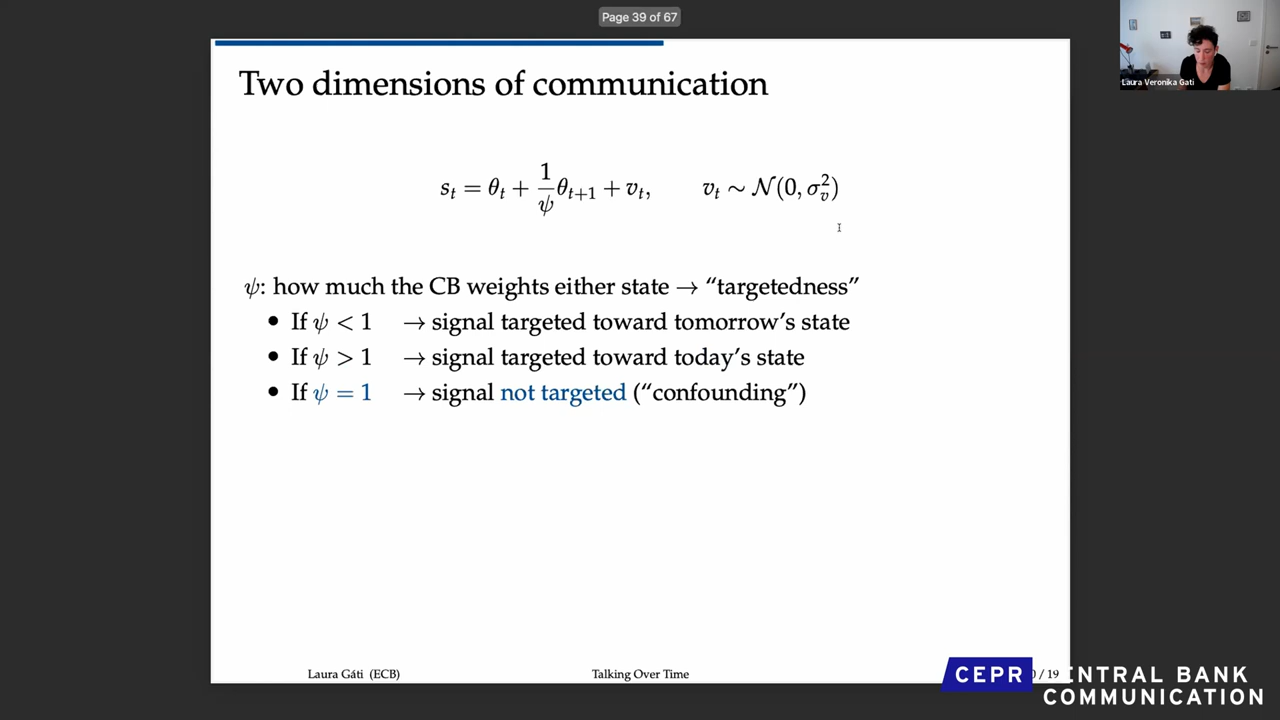 Page 39 of 67
Laura Veronika Gati
Two dimensions of communication
s_t = θ_t + 1/ψ θ_{t+1} + v_t,  v_t ∼ 𝒩(0, σ_v^2)
ψ: how much the CB weights either state → “targetedness”
• If ψ < 1 → signal targeted toward tomorrow’s state
• If ψ > 1 → signal targeted toward today’s state
• If ψ = 1 → signal not targeted (“confounding”)
Laura Gáti (ECB) Talking Over Time / 19
CEPR
ENTRAL BANK
COMMUNICATION